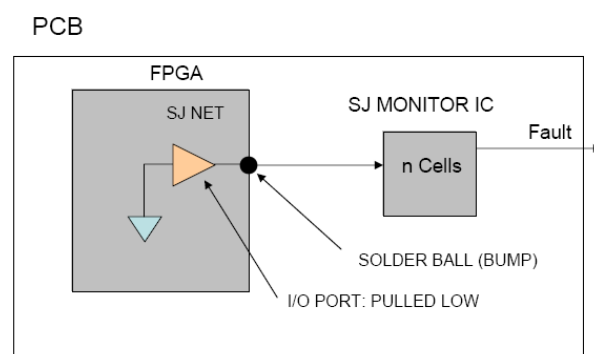 PCB
FPGA
SJ NET
SJ MONITOR IC
Fault
n Cells
SOLDER BALL (BUMP)
I/O PORT: PULLED LOW